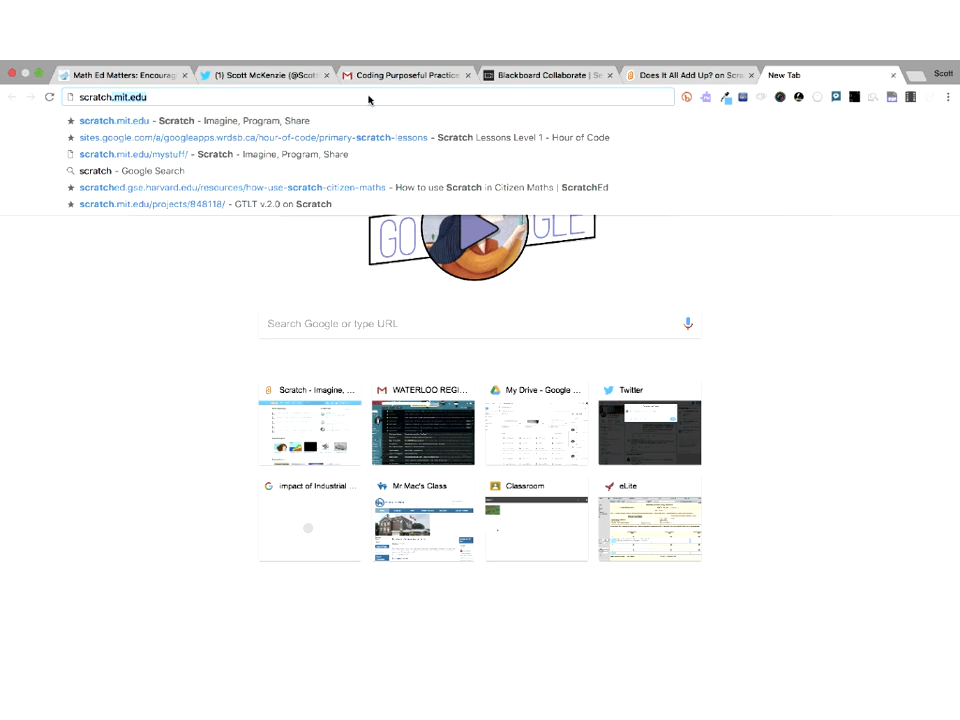 Math Ed Matters: Encourag
(1) Scott McKenzie (@Scott
Coding Purposeful Practice
Blackboard Collaborate | Se
Does It All Add Up? on Scra
New Tab
Scott
scratch.mit.edu
scratch.mit.edu - Scratch - Imagine, Program, Share
sites.google.com/a/googleapps.wrdsb.ca/hour-of-code/primary-scratch-lessons - Scratch Lessons Level 1 - Hour of Code
scratch.mit.edu/mystuff/ - Scratch - Imagine, Program, Share
scratch - Google Search
scratched.gse.harvard.edu/resources/how-use-scratch-citizen-maths - How to use Scratch in Citizen Maths | ScratchEd
scratch.mit.edu/projects/848118/ - GTLT v.2.0 on Scratch
GO GLE
Search Google or type URL
Scratch - Imagine, ...
WATERLOO REGI...
My Drive - Google ...
Twitter
impact of Industrial ...
Mr.Mac's Class
Classroom
eLite